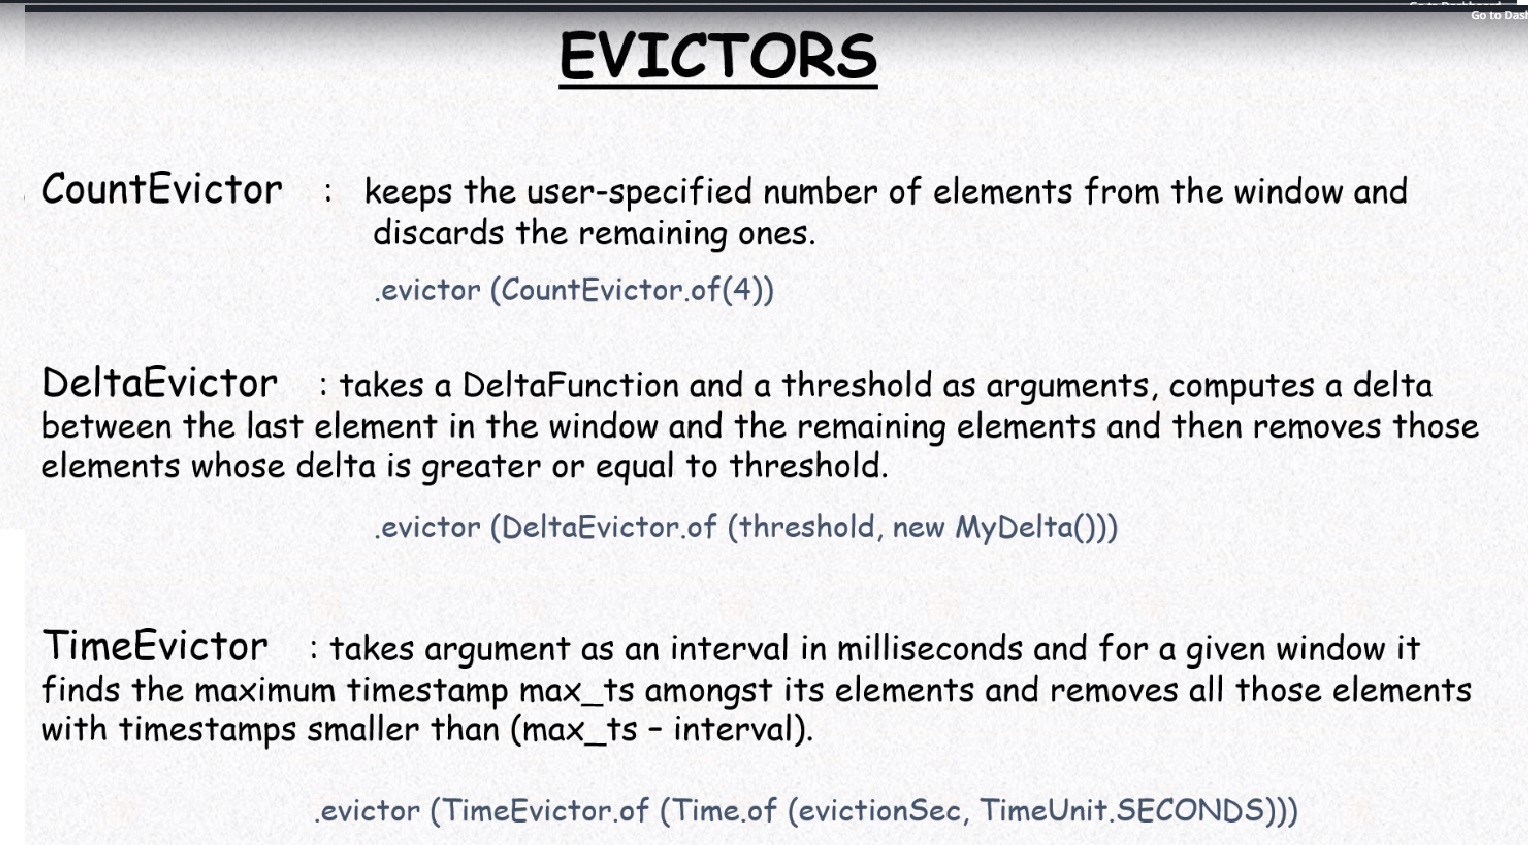 Go to Dash
EVICTORS
CountEvictor : keeps the user-specified number of elements from the window and
discards the remaining ones.
.evictor (CountEvictor.of(4))
DeltaEvictor : takes a DeltaFunction and a threshold as arguments, computes a delta
between the last element in the window and the remaining elements and then removes those
elements whose delta is greater or equal to threshold.
.evictor (DeltaEvictor.of (threshold, new MyDelta()))
TimeEvictor : takes argument as an interval in milliseconds and for a given window it
finds the maximum timestamp max_ts amongst its elements and removes all those elements
with timestamps smaller than (max_ts – interval).
.evictor (TimeEvictor.of (Time.of (evictionSec, TimeUnit.SECONDS)))